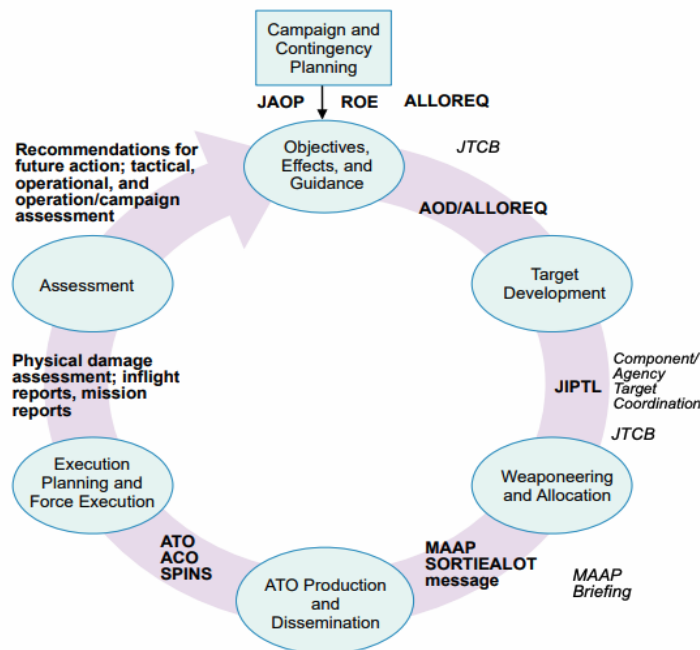 Campaign and
Contingency
Planning
JAOP ROE ALLOREQ
Objectives,
Effects, and
Guidance
JTCB
AOD/ALLOREQ
Target
Development
JIPTL
Component/
Agency
Target
Coordination
JTCB
Weaponeering
and Allocation
MAAP
SORTIEALOT
message
MAAP
Briefing
ATO Production
and
Dissemination
ATO
ACO
SPINS
Execution
Planning and
Force Execution
Physical damage
assessment; inflight
reports, mission
reports
Assessment
Recommendations for
future action; tactical,
operational, and
operation/campaign
assessment